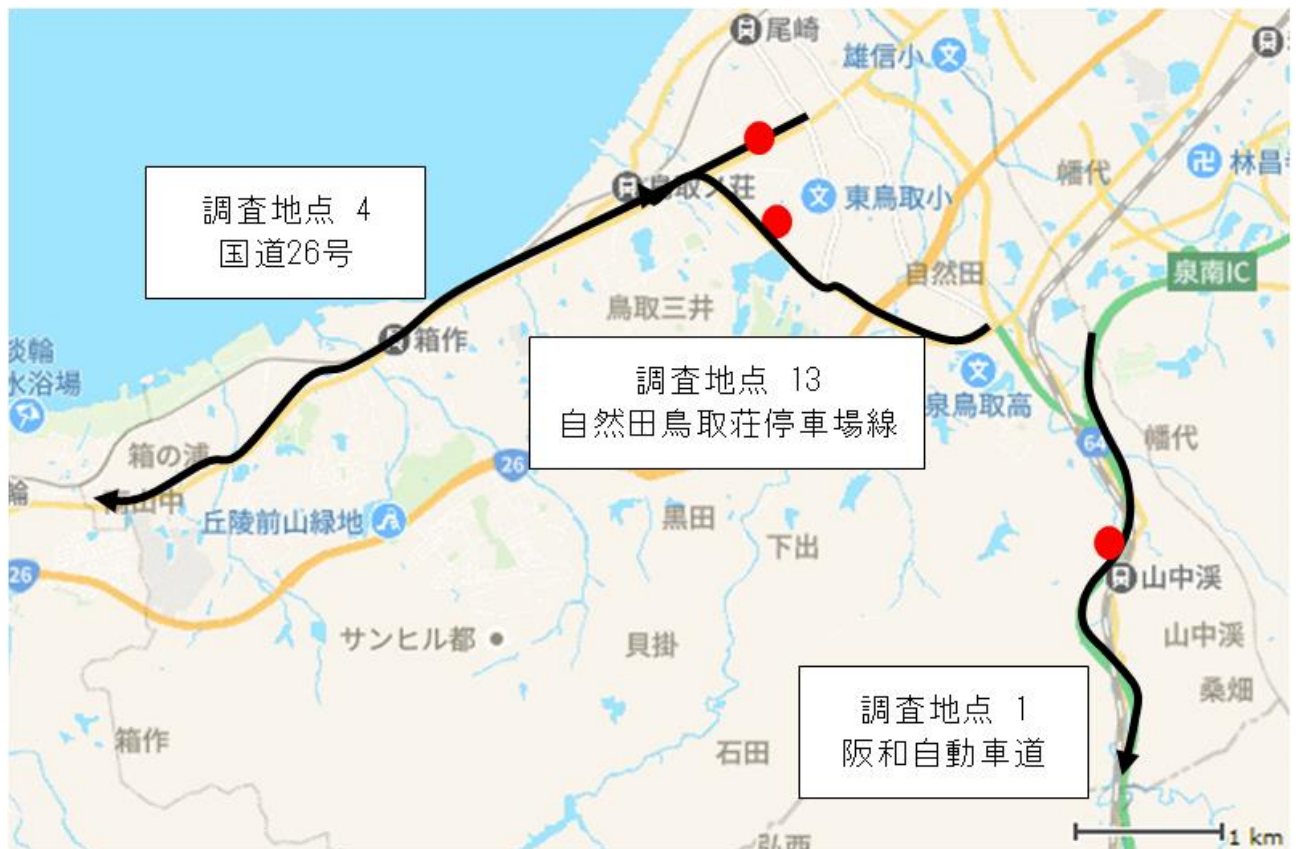 尾崎
雄信小
幡代
林昌寺
調査地点 4
国道26号
鳥取ノ荘
東鳥取小
自然田
泉南IC
鳥取三井
淡輪
水浴場
箱作
調査地点 13
自然田鳥取荘停車場線
泉鳥取高
64
幡代
箱の浦
26
南山中
丘陵前山緑地
黒田
下出
26
山中渓
サンヒル都
貝掛
山中渓
桑畑
調査地点 1
阪和自動車道
箱作
石田
1 km